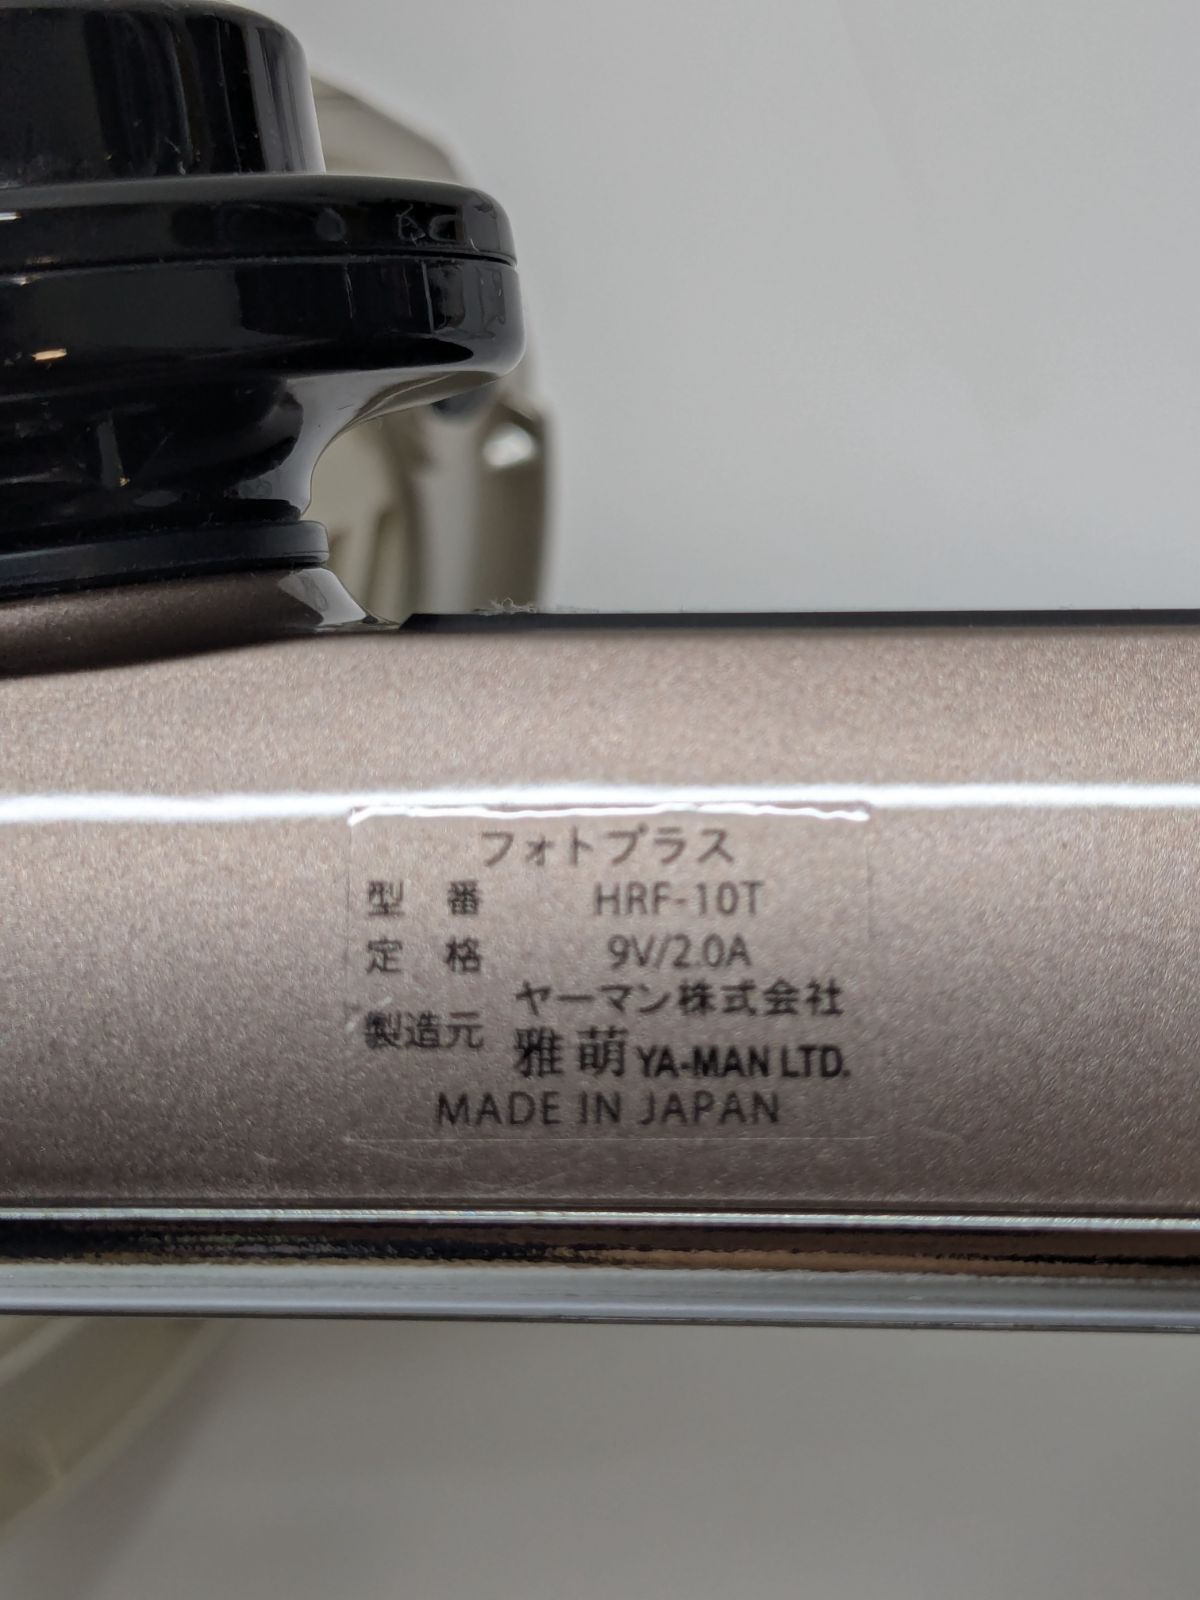 フォトプラス
型 番 HRF-10T
定 格 9V/2.0A
製造元 ヤーマン株式会社
雅萌 YA-MAN LTD.
MADE IN JAPAN